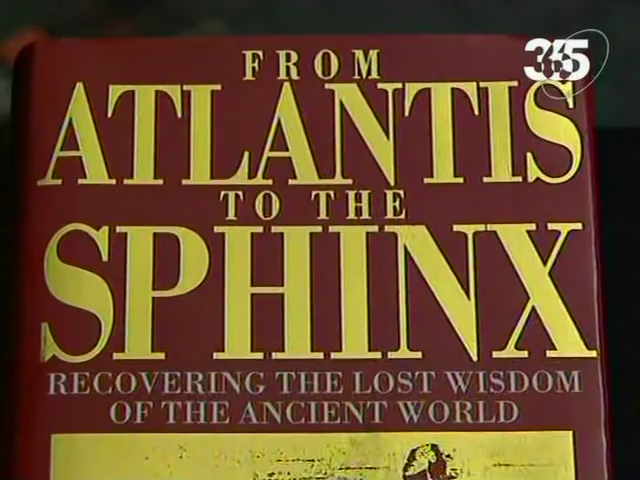 365
FROM
ATLANTIS
TO THE
SPHINX
RECOVERING THE LOST WISDOM
OF THE ANCIENT WORLD